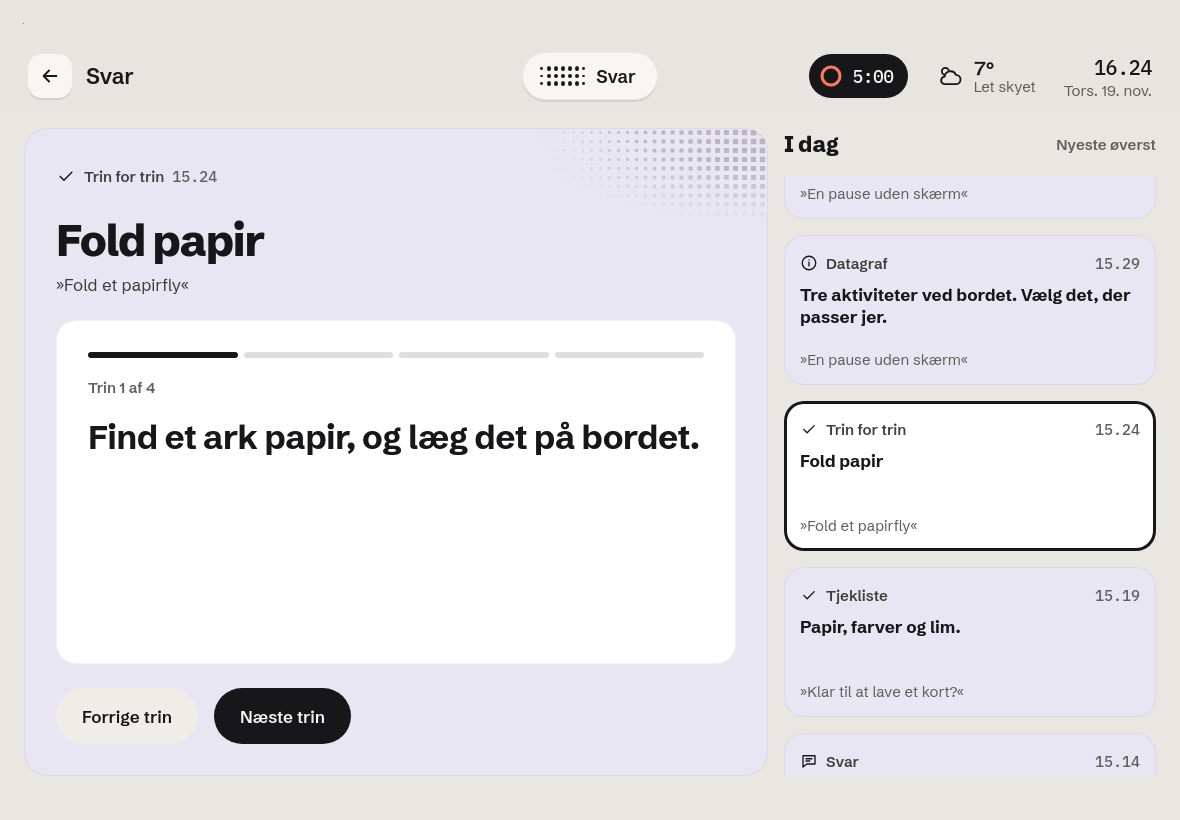 Svar
Svar
5:00
7°
Let skyet
16.24
Tors. 19. nov.
Trin for trin 15.24
Fold papir
»Fold et papirfly«
Trin 1 af 4
Find et ark papir, og læg det på bordet.
Forrige trin
Næste trin
I dag
Nyeste øverst
»En pause uden skærm«
Datagraf 15.29
Tre aktiviteter ved bordet. Vælg det, der
passer jer.
»En pause uden skærm«
Trin for trin 15.24
Fold papir
»Fold et papirfly«
Tjekliste 15.19
Papir, farver og lim.
»Klar til at lave et kort?«
Svar 15.14